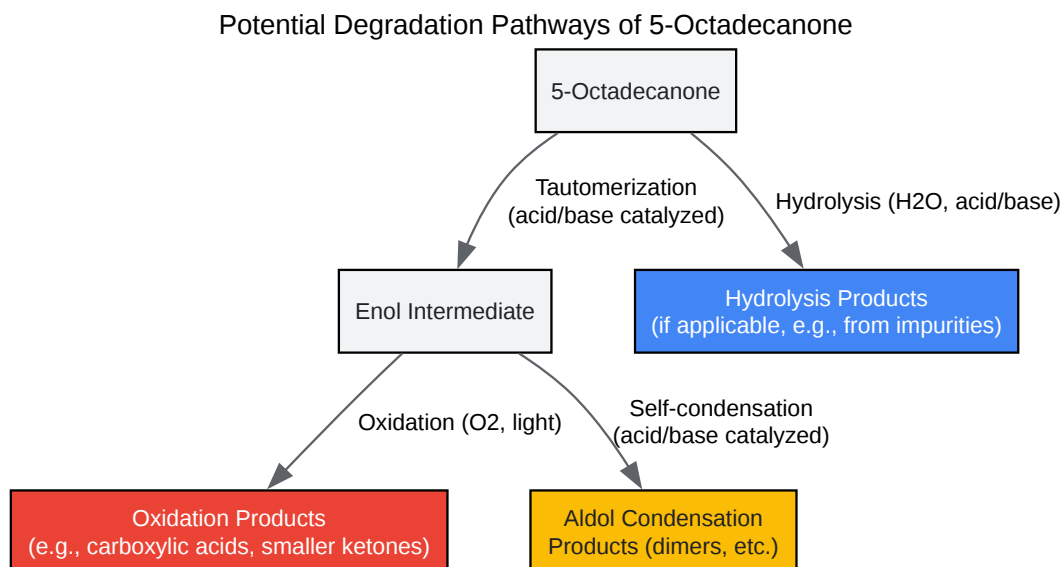 Potential Degradation Pathways of 5-Octadecanone
5-Octadecanone
Tautomerization
(acid/base catalyzed)
Hydrolysis (H2O, acid/base)
Enol Intermediate
Hydrolysis Products
(if applicable, e.g., from impurities)
Oxidation (O2, light)
Self-condensation
(acid/base catalyzed)
Oxidation Products
(e.g., carboxylic acids, smaller ketones)
Aldol Condensation
Products (dimers, etc.)